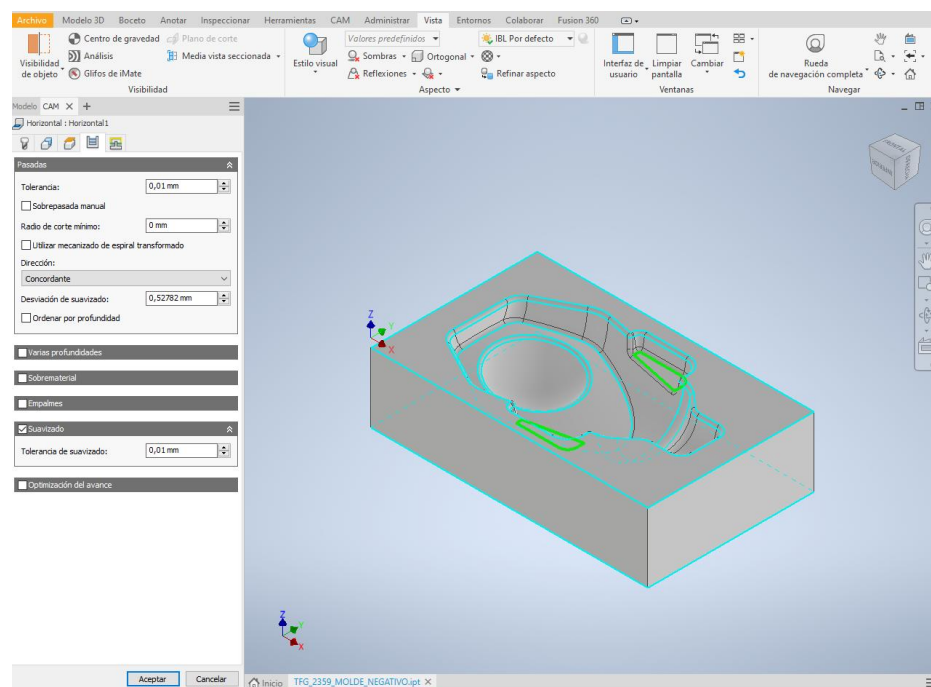 Archivo Modelo 3D Boceto Anotar Inspeccionar Herramientas CAM Administrar Vista Entornos Colaborar Fusion 360
Visibilidad de objeto
Centro de gravedad
Plano de corte
Análisis
Media vista seccionada
Glifos de iMate
Visibilidad
Estilo visual
Valores predefinidos
IBL Por defecto
Sombras
Ortogonal
Reflexiones
Refinar aspecto
Aspecto
Interfaz de usuario
Limpiar pantalla
Cambiar
Ventanas
Rueda de navegación completa
Navegar
Modelo CAM × +
Horizontal : Horizontal1
Pasadas
Tolerancia: 0,01 mm
Sobrepasada manual
Radio de corte mínimo: 0 mm
Utilizar mecanizado de espiral transformado
Dirección:
Concordante
Desviación de suavizado: 0,52782 mm
Ordenar por profundidad
Varias profundidades
Sobrematerial
Empalmes
Suavizado
Tolerancia de suavizado: 0,01 mm
Optimización del avance
Z
Y
X
Z
Y
X
Aceptar Cancelar
Inicio TFG_2359_MOLDE_NEGATIVO.ipt ×